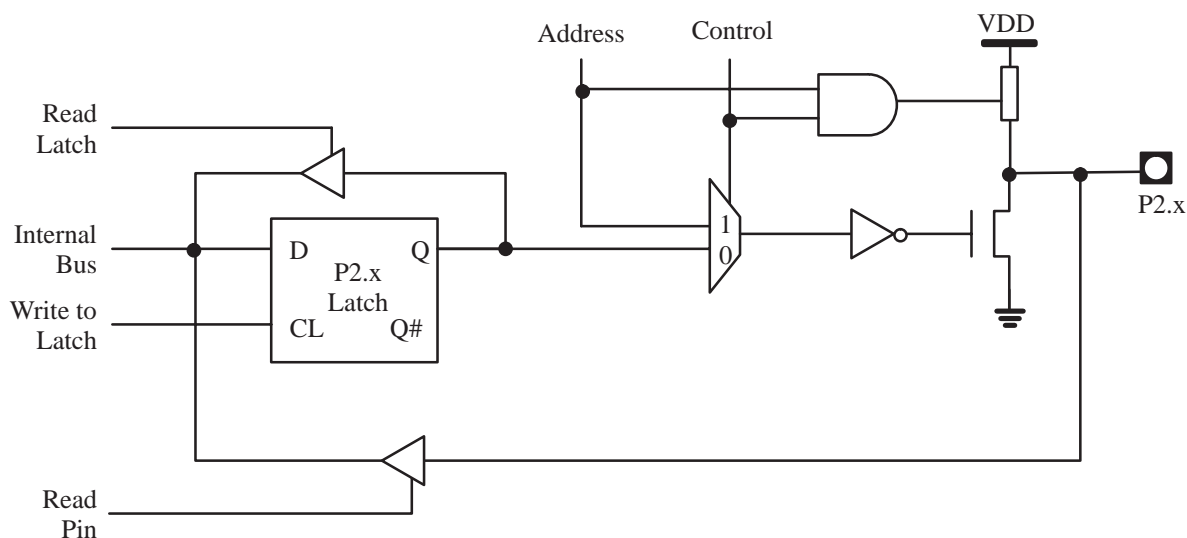 Address
Control
VDD
Read
Latch
P2.x
Internal
Bus
D
Q
1
0
P2.x
Latch
Write to
Latch
CL
Q#
Read
Pin